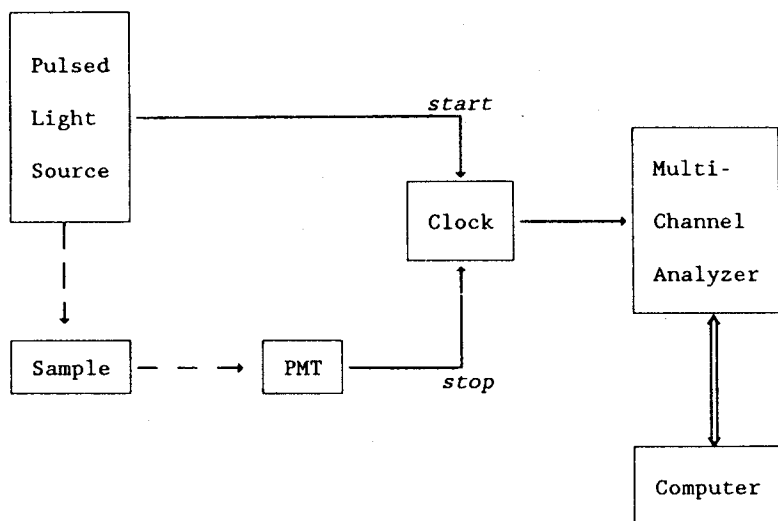 Pulsed
Light
Source
start
Clock
Multi-
Channel
Analyzer
Sample
PMT
stop
Computer